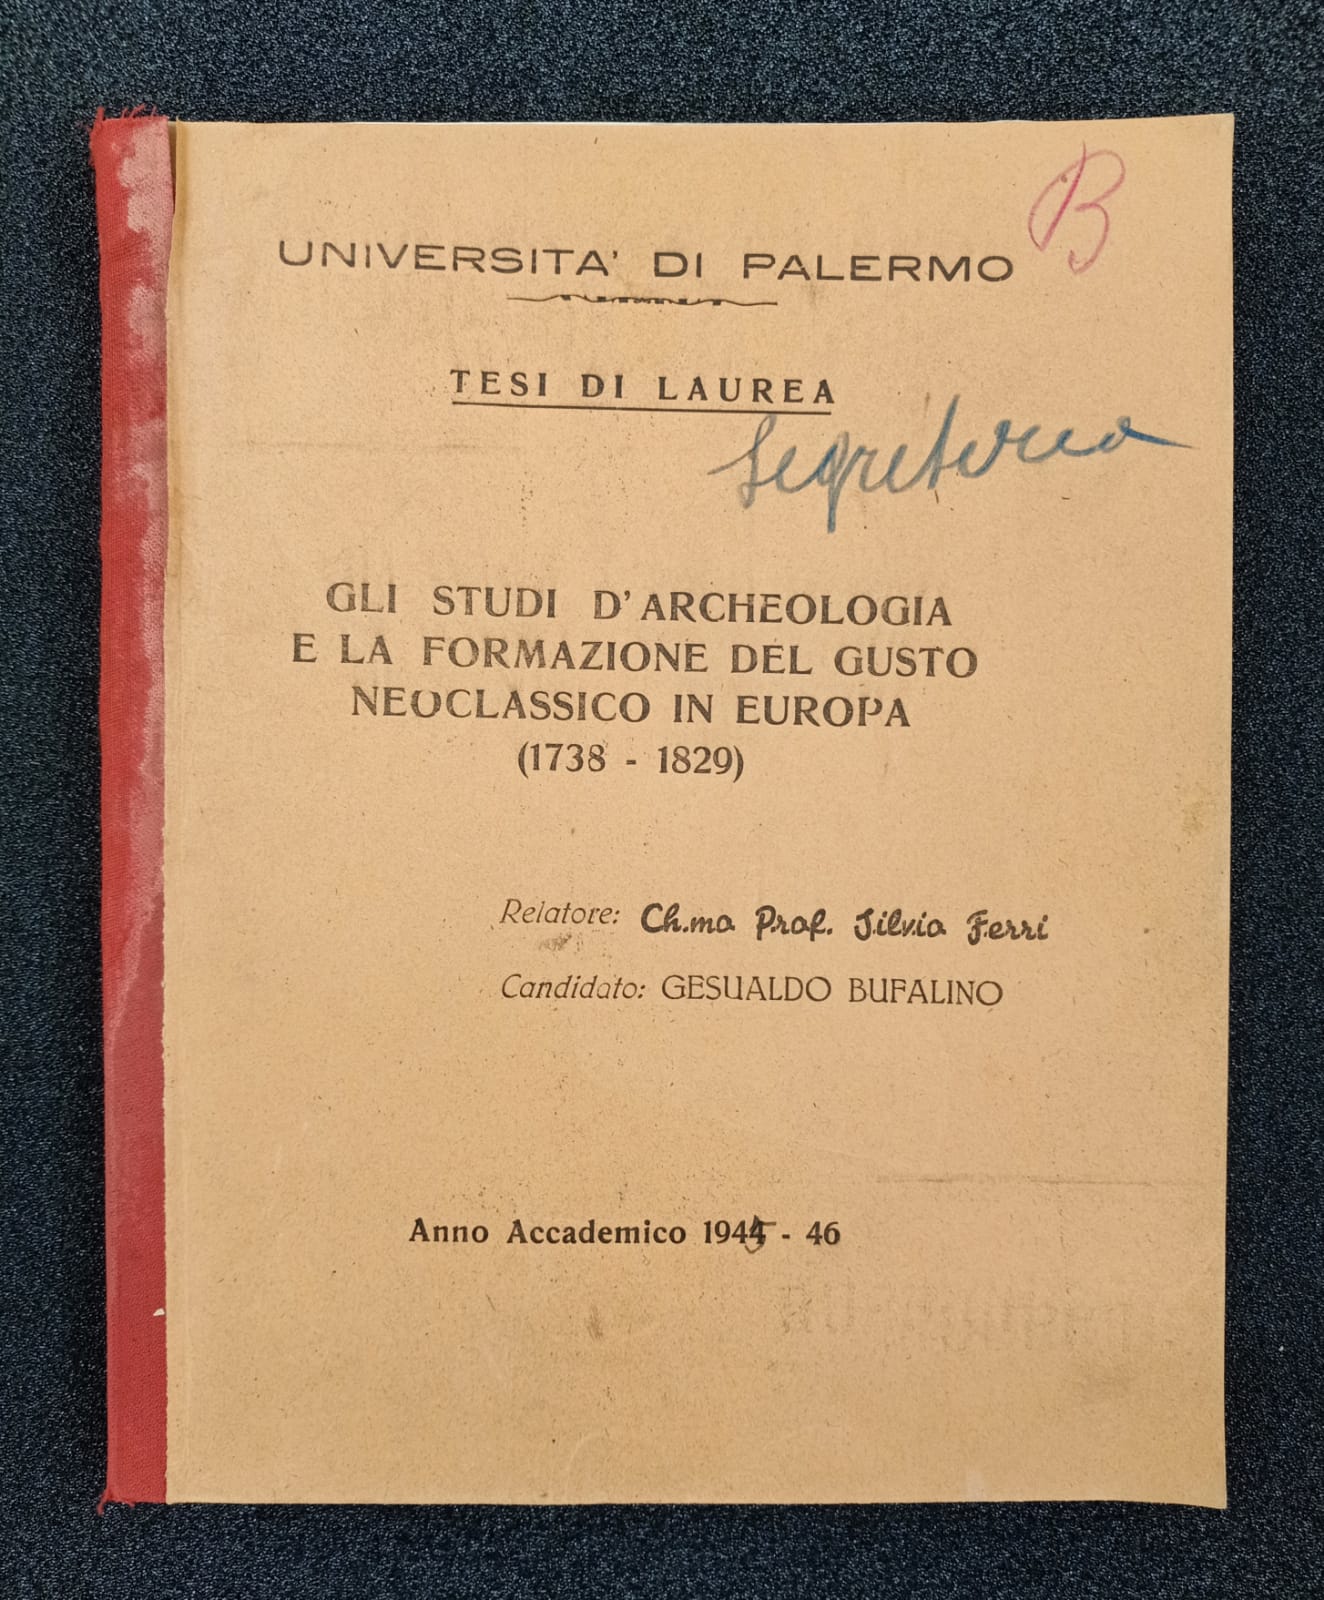 B
UNIVERSITA' DI PALERMO
TESI DI LAUREA
Segreteria
GLI STUDI D'ARCHEOLOGIA
E LA FORMAZIONE DEL GUSTO
NEOCLASSICO IN EUROPA
(1738 - 1829)
Relatore: Ch.mo Prof. Silvio Ferri
Candidato: GESUALDO BUFALINO
Anno Accademico 1945 - 46